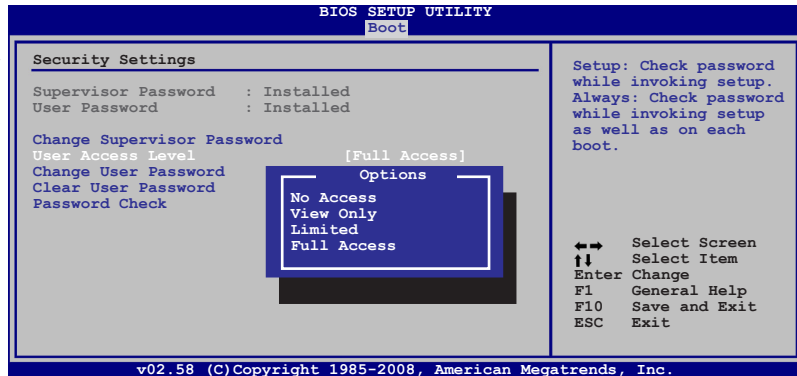 BIOS SETUP UTILITY
Boot
Security Settings
Supervisor Password : Installed
User Password : Installed
Change Supervisor Password
User Access Level [Full Access]
Change User Password
Clear User Password
Password Check
Options
No Access
View Only
Limited
Full Access
Setup: Check password
while invoking setup.
Always: Check password
while invoking setup
as well as on each
boot.
Select Screen
Select Item
Enter Change
F1 General Help
F10 Save and Exit
ESC Exit
v02.58 (C)Copyright 1985-2008, American Megatrends, Inc.